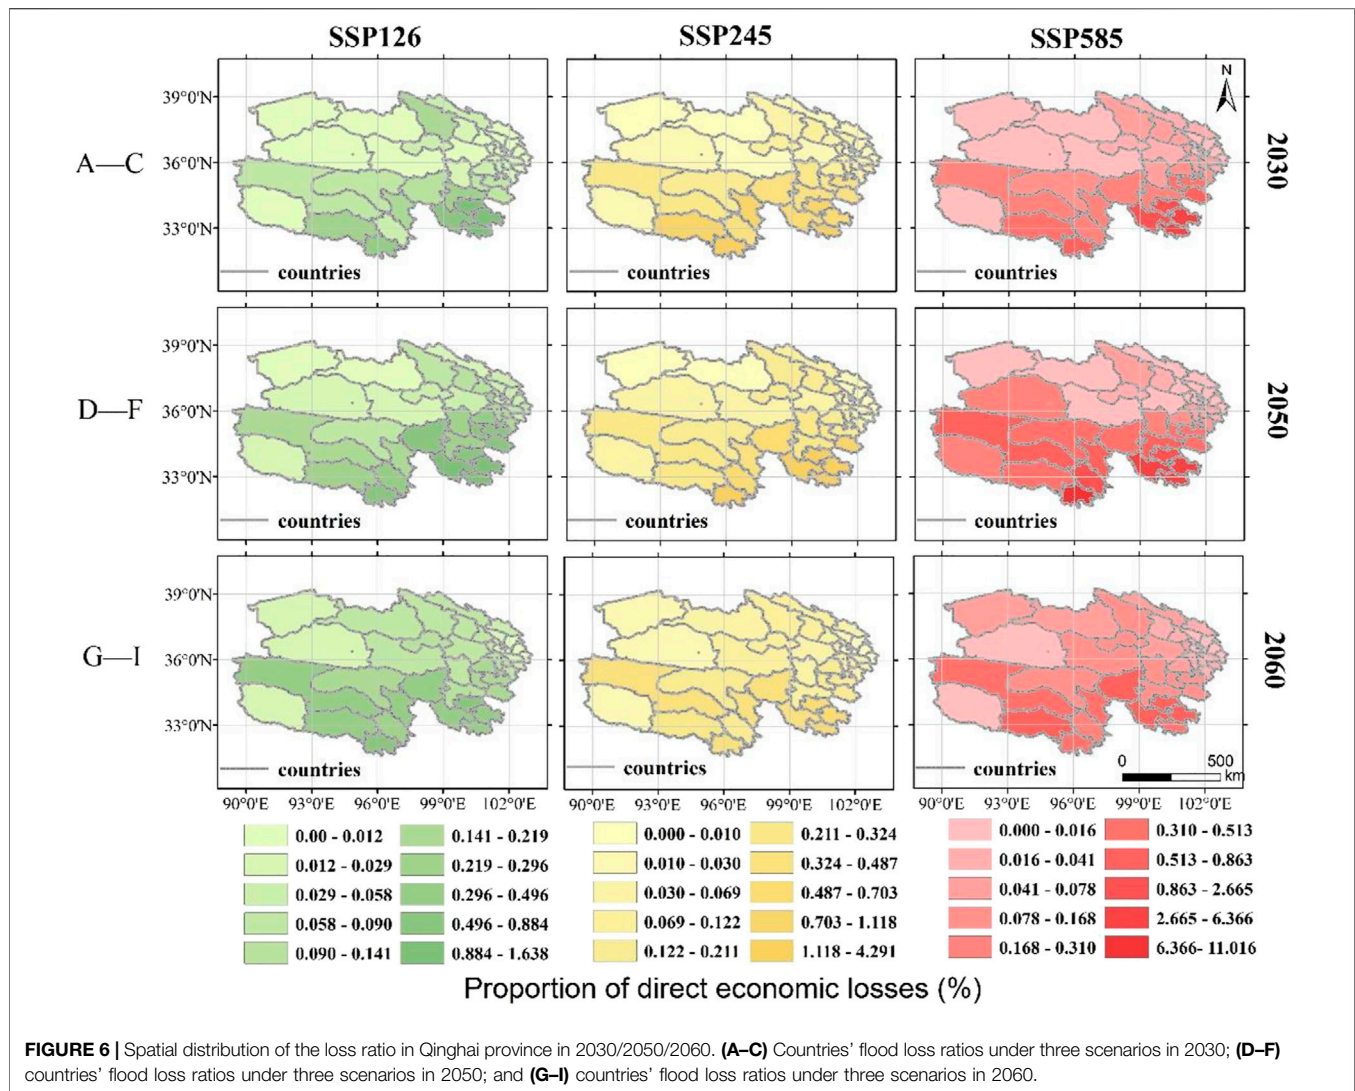 SSP126
SSP245
SSP585
N
39°0'N
36°0'N
33°0'N
A—C
2030
countries
countries
countries
39°0'N
36°0'N
33°0'N
D—F
2050
countries
countries
countries
39°0'N
36°0'N
33°0'N
G—I
2060
countries
countries
countries
0 500
km
90°0'E 93°0'E 96°0'E 99°0'E 102°0'E
90°0'E 93°0'E 96°0'E 99°0'E 102°0'E
90°0'E 93°0'E 96°0'E 99°0'E 102°0'E
0.00 - 0.012
0.012 - 0.029
0.029 - 0.058
0.058 - 0.090
0.090 - 0.141
0.141 - 0.219
0.219 - 0.296
0.296 - 0.496
0.496 - 0.884
0.884 - 1.638
0.000 - 0.010
0.010 - 0.030
0.030 - 0.069
0.069 - 0.122
0.122 - 0.211
0.211 - 0.324
0.324 - 0.487
0.487 - 0.703
0.703 - 1.118
1.118 - 4.291
0.000 - 0.016
0.016 - 0.041
0.041 - 0.078
0.078 - 0.168
0.168 - 0.310
0.310 - 0.513
0.513 - 0.863
0.863 - 2.665
2.665 - 6.366
6.366- 11.016
Proportion of direct economic losses (%)
FIGURE 6 | Spatial distribution of the loss ratio in Qinghai province in 2030/2050/2060. (A–C) Countries' flood loss ratios under three scenarios in 2030; (D–F)
countries' flood loss ratios under three scenarios in 2050; and (G–I) countries' flood loss ratios under three scenarios in 2060.